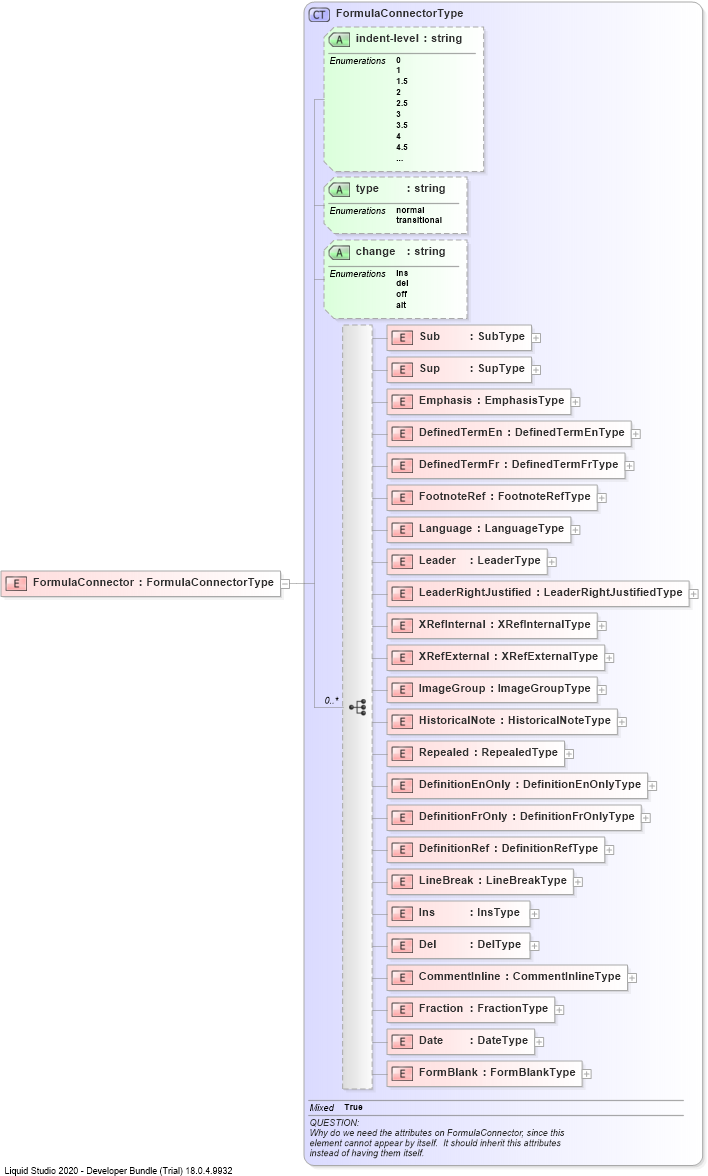 CT FormulaConnectorType
A indent-level : string
Enumerations 0
1
1.5
2
2.5
3
3.5
4
4.5
...
A type : string
Enumerations normal
transitional
A change : string
Enumerations ins
del
off
alt
E Sub : SubType
E Sup : SupType
E Emphasis : EmphasisType
E DefinedTermEn : DefinedTermEnType
E DefinedTermFr : DefinedTermFrType
E FootnoteRef : FootnoteRefType
E Language : LanguageType
E Leader : LeaderType
E FormulaConnector : FormulaConnectorType
E LeaderRightJustified : LeaderRightJustifiedType
E XRefInternal : XRefInternalType
E XRefExternal : XRefExternalType
E ImageGroup : ImageGroupType
0..*
E HistoricalNote : HistoricalNoteType
E Repealed : RepealedType
E DefinitionEnOnly : DefinitionEnOnlyType
E DefinitionFrOnly : DefinitionFrOnlyType
E DefinitionRef : DefinitionRefType
E LineBreak : LineBreakType
E Ins : InsType
E Del : DelType
E CommentInline : CommentInlineType
E Fraction : FractionType
E Date : DateType
E FormBlank : FormBlankType
Mixed True
QUESTION:
Why do we need the attributes on FormulaConnector, since this
element cannot appear by itself. It should inherit this attributes
instead of having them itself.
Liquid Studio 2020 - Developer Bundle (Trial) 18.0.4.9932